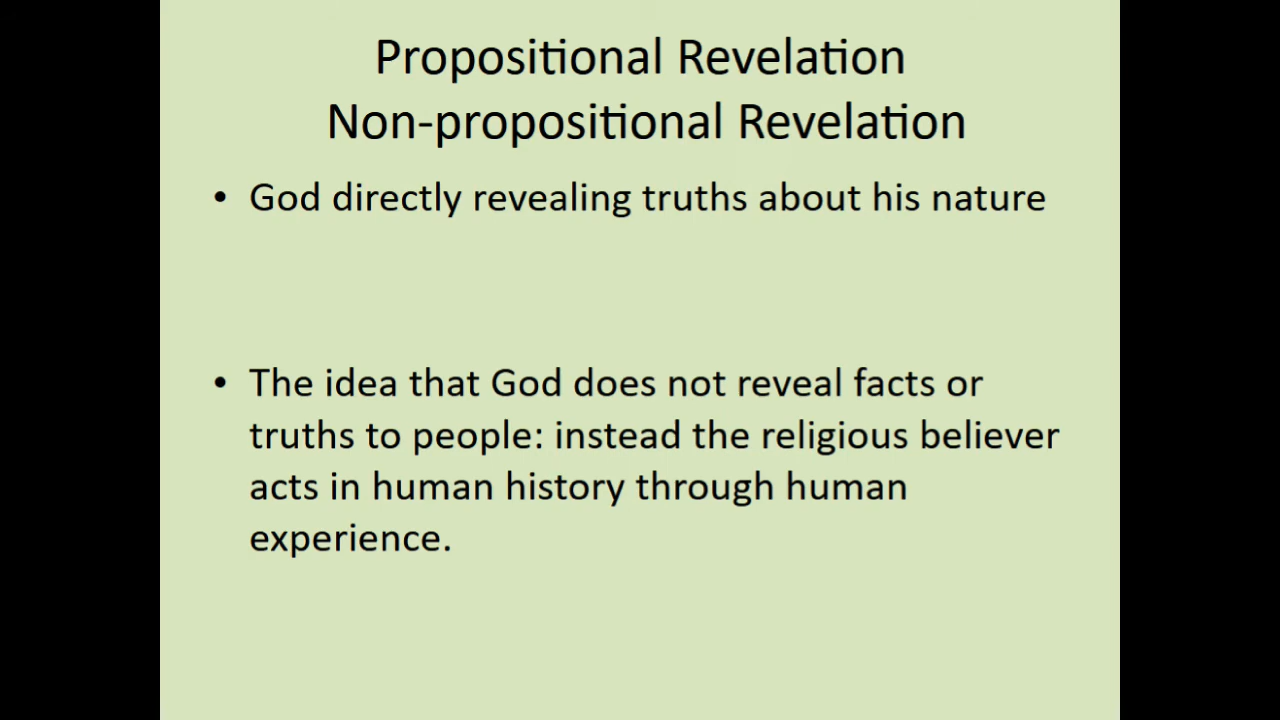 Propositional Revelation
Non-propositional Revelation
• God directly revealing truths about his nature
• The idea that God does not reveal facts or
truths to people: instead the religious believer
acts in human history through human
experience.